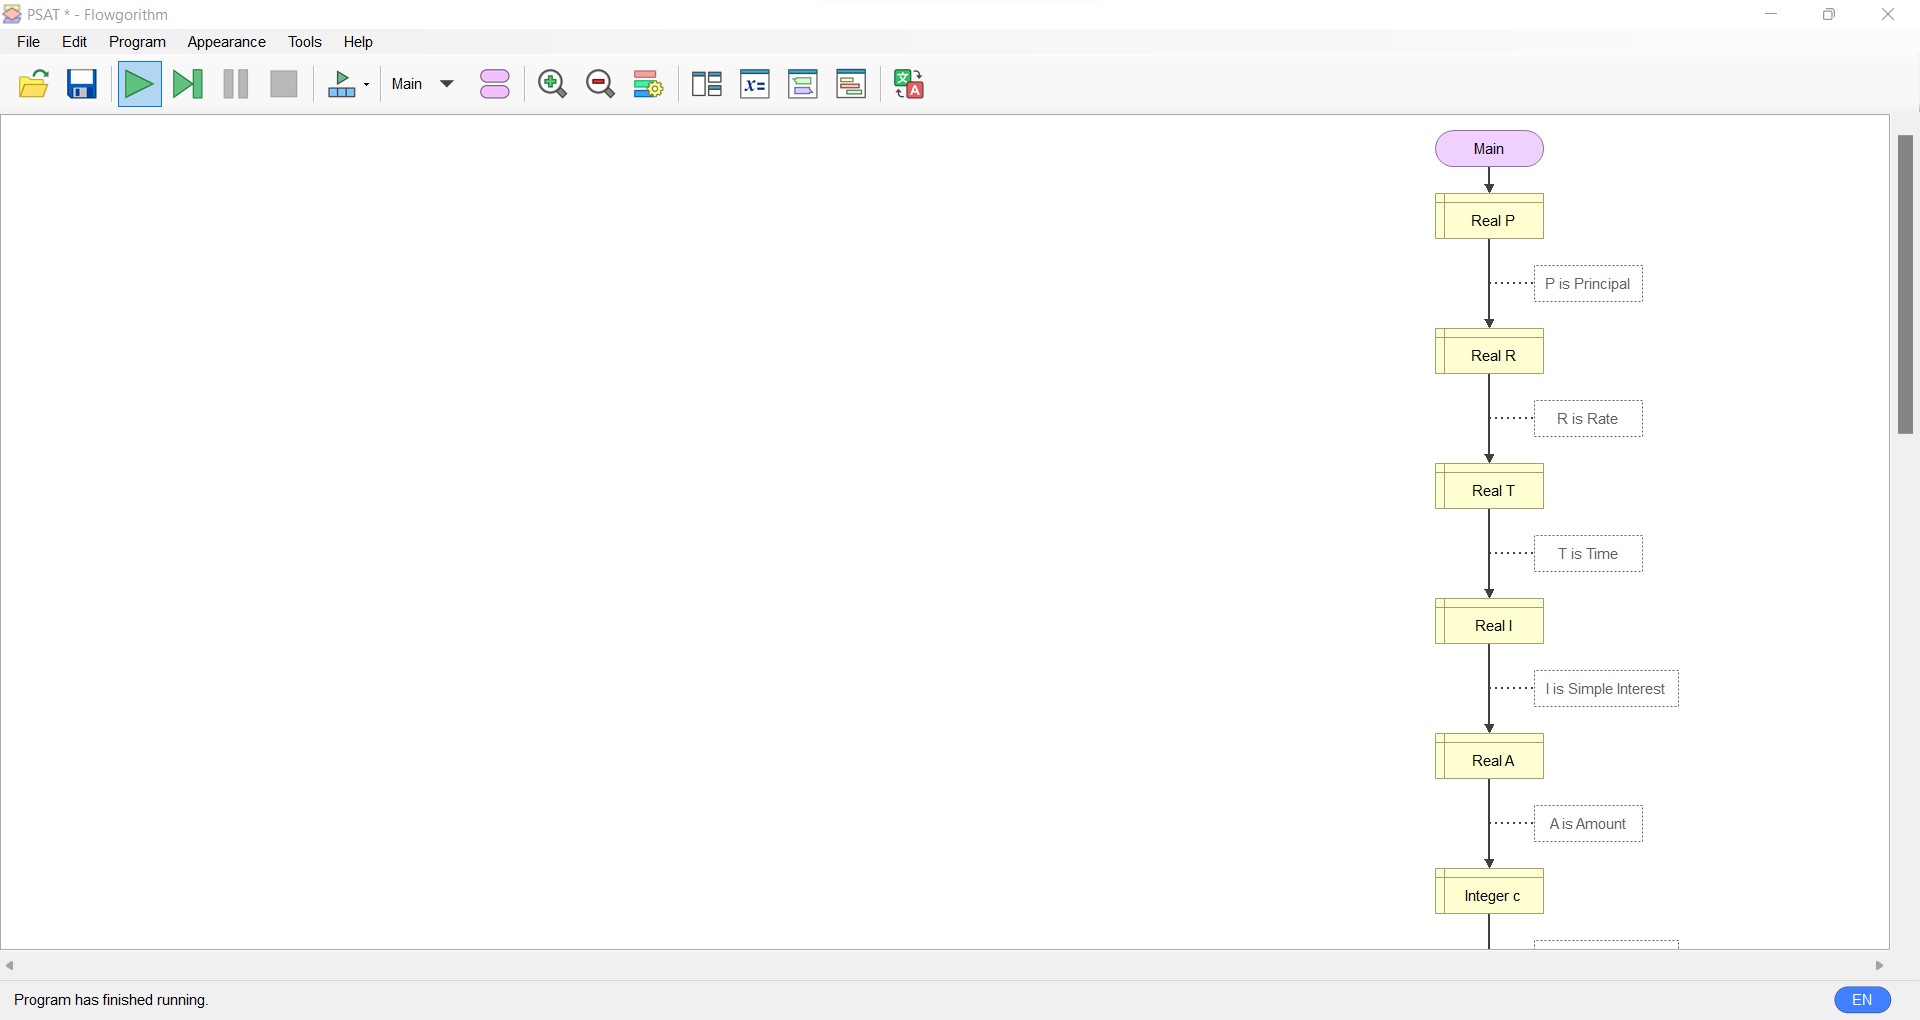 PSAT * - Flowgorithm
File Edit Program Appearance Tools Help
Main
x=
文
A
Main
Real P
P is Principal
Real R
R is Rate
Real T
T is Time
Real I
I is Simple Interest
Real A
A is Amount
Integer c
Program has finished running.
EN